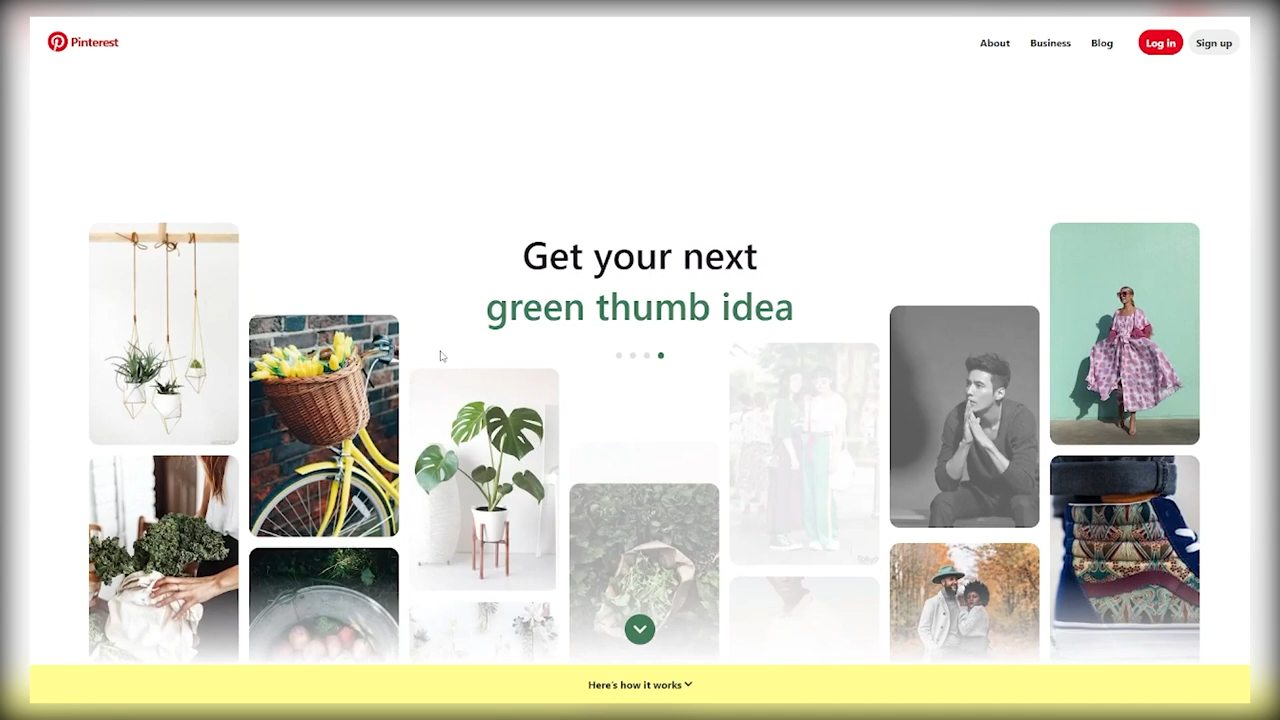 Pinterest
About
Business
Blog
Log in
Sign up
Get your next
green thumb idea
Here's how it works